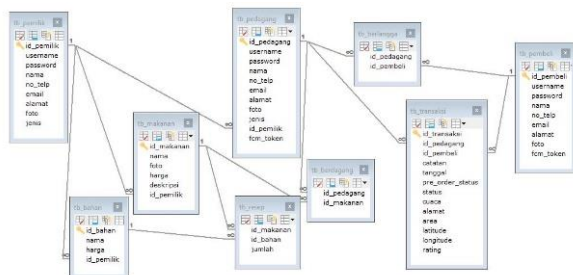 tb_pemilik
id_pemilik
username
password
nama
no_telp
email
alamat
foto
jenis
tb_pedagang
id_pedagang
username
password
nama
no_telp
email
alamat
foto
jenis
id_pemilik
fcm_token
tb_terlangga
id_pedagang
id_pembeli
tb_pembeli
id_pembeli
username
password
nama
no_telp
email
alamat
foto
fcm_token
tb_makanan
id_makanan
nama
foto
harga
deskripsi
id_pemilik
tb_transaksi
id_transaksi
id_pedagang
id_pembeli
catatan
tanggal
pre_order_status
status
cuaca
alamat
area
latitude
longitude
rating
id_pedagang
id_makanan
tb_bahan
id_bahan
nama
harga
id_pemilik
tb_resep
id_makanan
id_bahan
jumlah